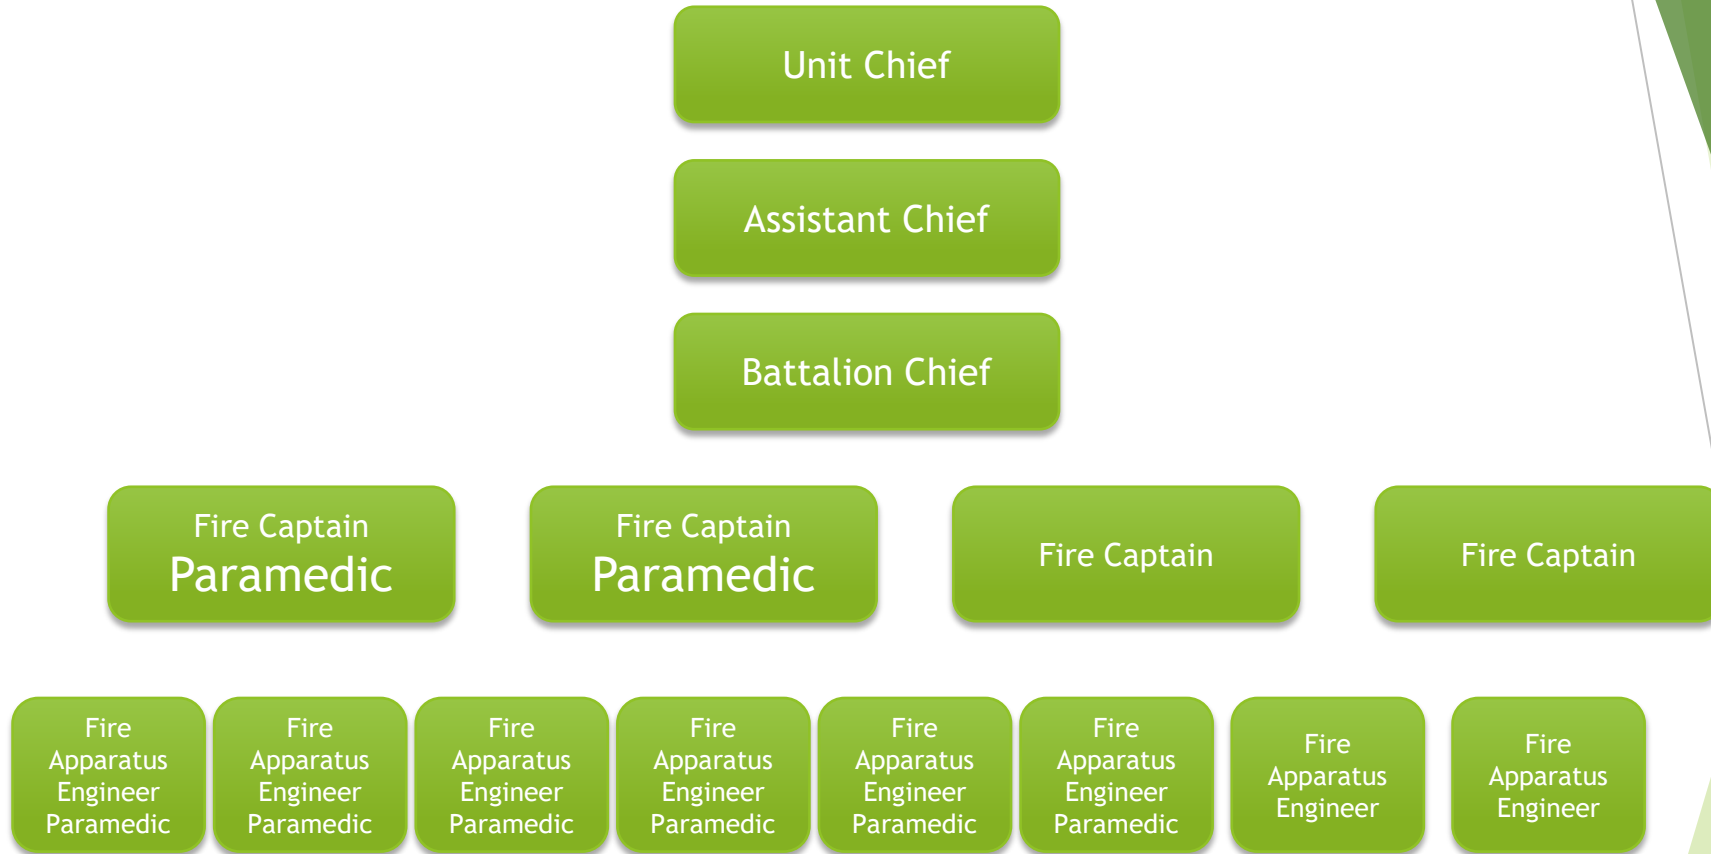 Unit Chief
Assistant Chief
Battalion Chief
Fire Captain
Paramedic
Fire Captain
Paramedic
Fire Captain
Fire Captain
Fire
Apparatus
Engineer
Paramedic
Fire
Apparatus
Engineer
Paramedic
Fire
Apparatus
Engineer
Paramedic
Fire
Apparatus
Engineer
Paramedic
Fire
Apparatus
Engineer
Paramedic
Fire
Apparatus
Engineer
Paramedic
Fire
Apparatus
Engineer
Fire
Apparatus
Engineer